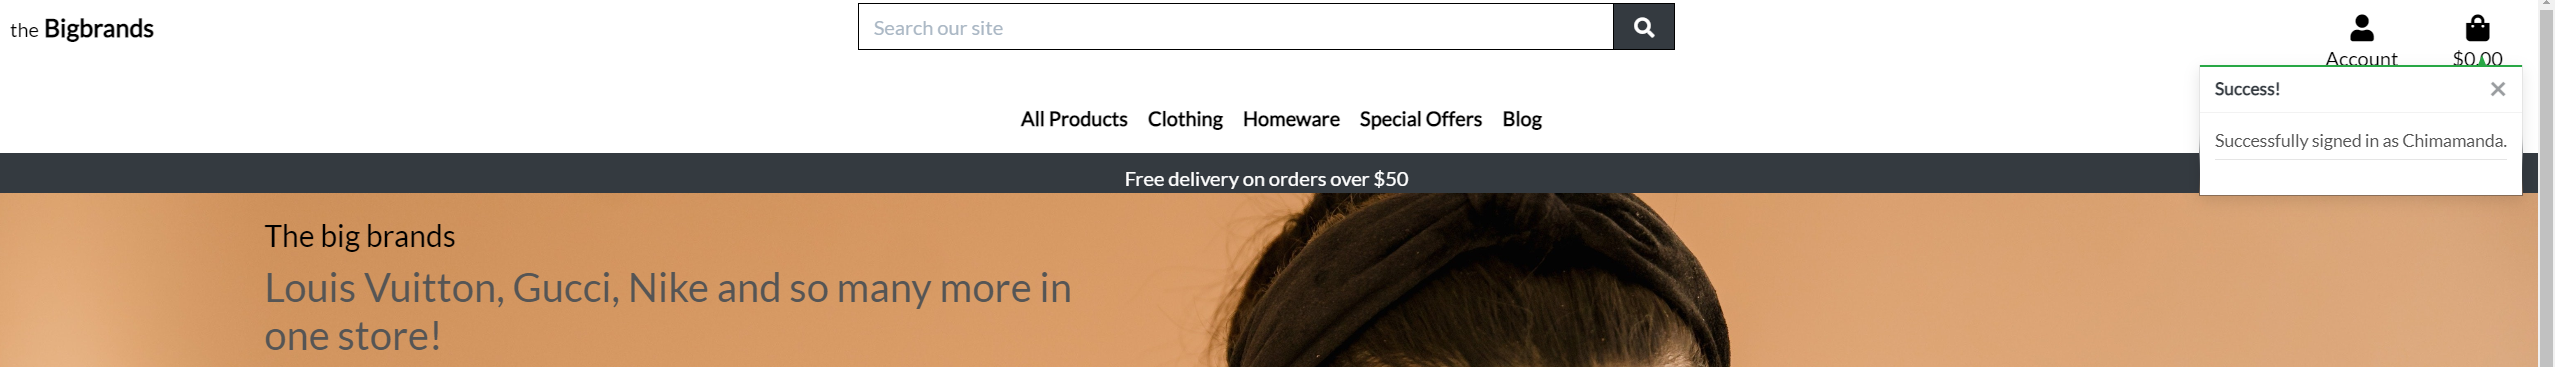 the Bigbrands
Search our site
Account
$0.00
Success!
Successfully signed in as Chimamanda.
All Products Clothing Homeware Special Offers Blog
Free delivery on orders over $50
The big brands
Louis Vuitton, Gucci, Nike and so many more in
one store!